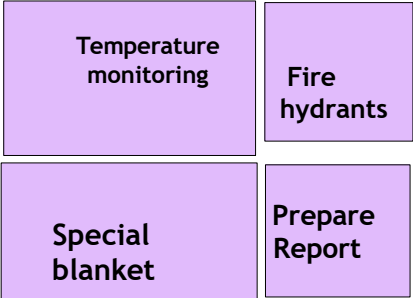 Temperature
monitoring
Fire
hydrants
Special
blanket
Prepare
Report